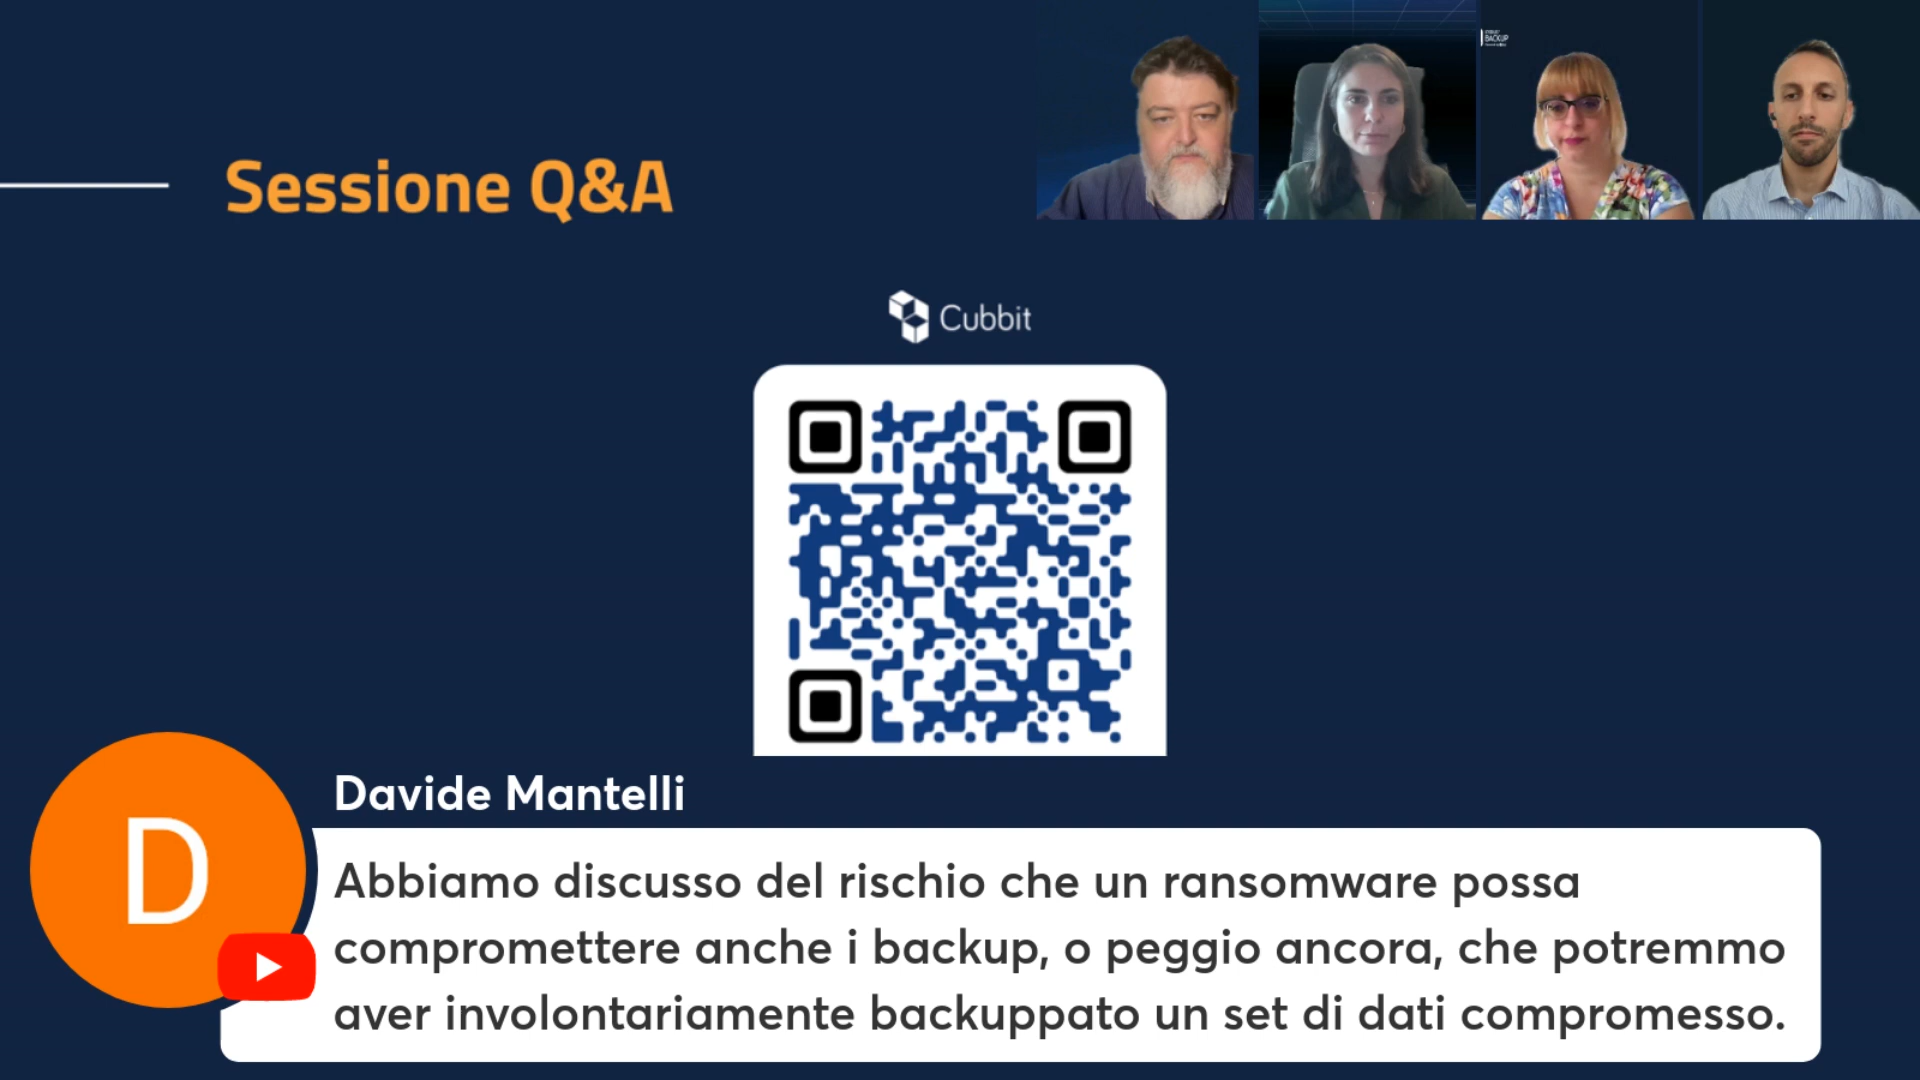 BACKUP
Sessione Q&A
Cubbit
D
Davide Mantelli
Abbiamo discusso del rischio che un ransomware possa
compromettere anche i backup, o peggio ancora, che potremmo
aver involontariamente backuppato un set di dati compromesso.